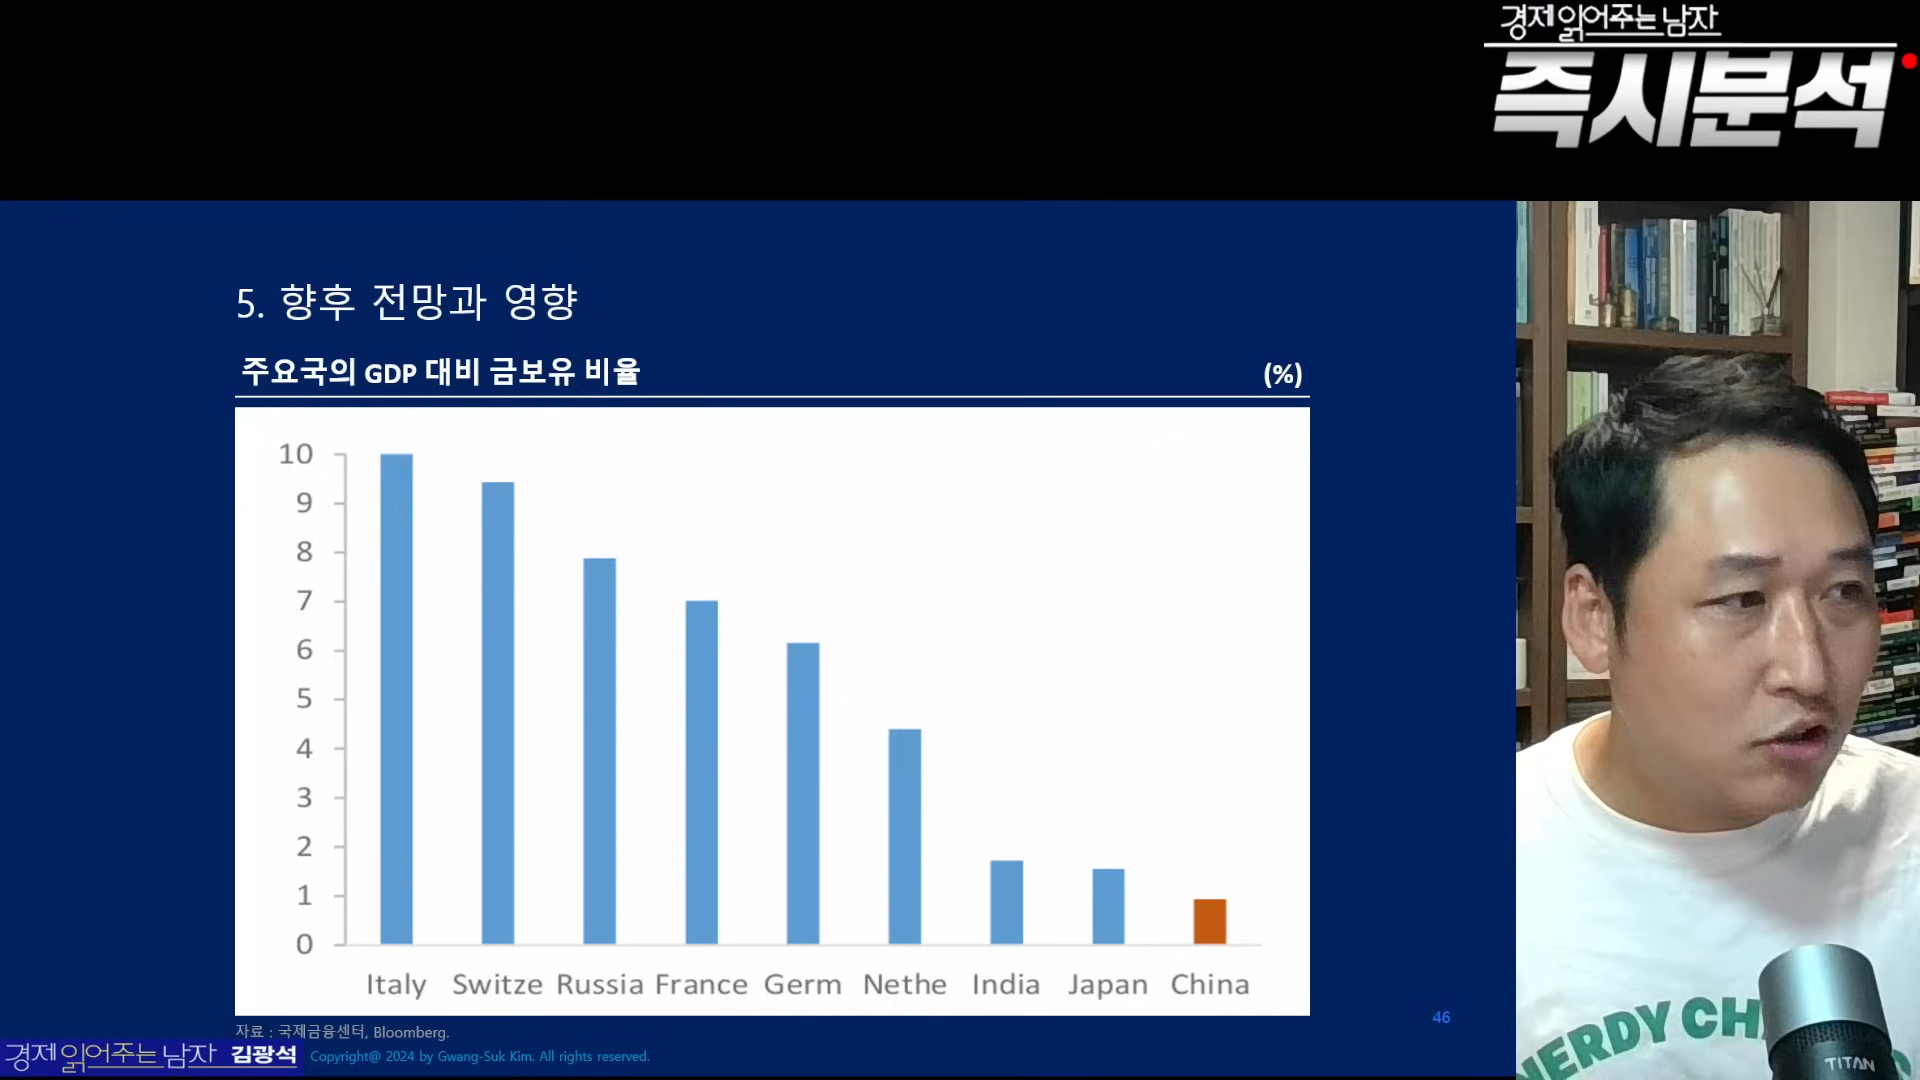 경제 읽어주는 남자
즉시분석
5. 향후 전망과 영향
주요국의 GDP 대비 금보유 비율 (%)
10
9
8
7
6
5
4
3
2
1
0
Italy Switze Russia France Germ Nethe India Japan China
자료 : 국제금융센터, Bloomberg.
46
경제 읽어주는 남자 김광석 Copyright@ 2024 by Gwang-Suk Kim. All rights reserved.
NERDY
TITAN